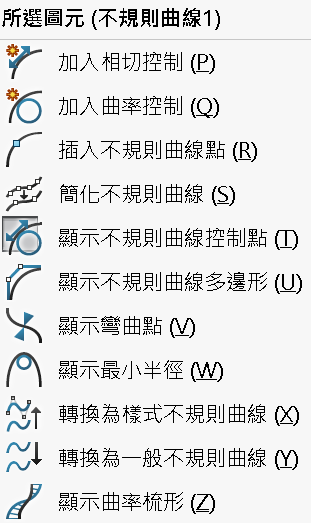 所選圖元 (不規則曲線1)
加入相切控制 (P)
加入曲率控制 (Q)
插入不規則曲線點 (R)
簡化不規則曲線 (S)
顯示不規則曲線控制點 (T)
顯示不規則曲線多邊形 (U)
顯示彎曲點 (V)
顯示最小半徑 (W)
轉換為樣式不規則曲線 (X)
轉換為一般不規則曲線 (Y)
顯示曲率梳形 (Z)